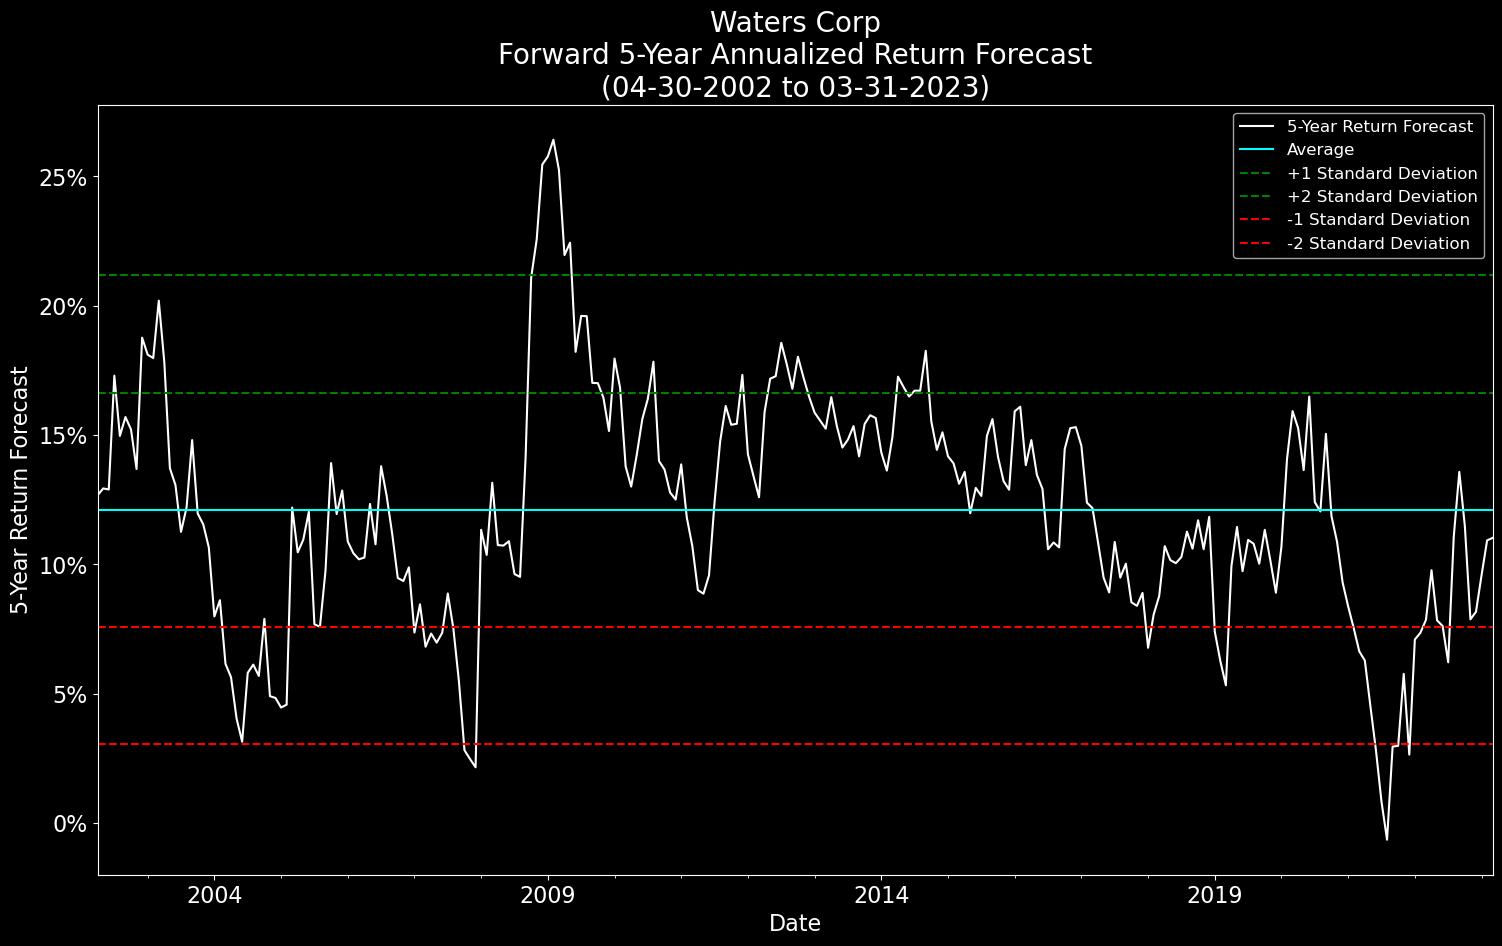 Waters Corp
Forward 5-Year Annualized Return Forecast
(04-30-2002 to 03-31-2023)
5-Year Return Forecast
Average
+1 Standard Deviation
+2 Standard Deviation
-1 Standard Deviation
-2 Standard Deviation
25%
20%
15%
10%
5%
0%
5-Year Return Forecast
2004
2009
2014
2019
Date